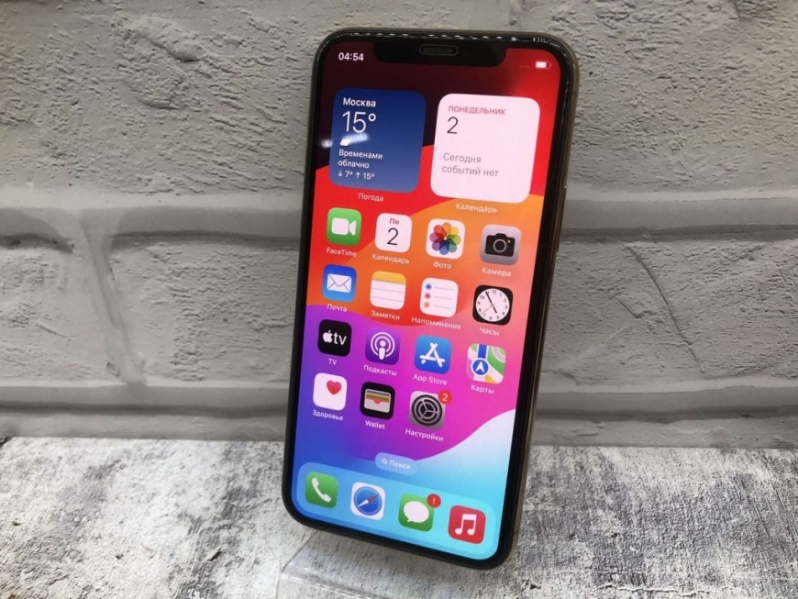 04:54
Москва
15°
Временами
облачно
↓ 7° ↑ 15°
Погода
ПОНЕДЕЛЬНИК
2
Сегодня
событий нет
Календарь
FaceTime
Пн
2
Календарь
Фото
Камера
Почта
Заметки
Напоминания
Часы
tv
TV
Подкасты
App Store
Карты
Здоровье
Wallet
2
Настройки
Поиск
!